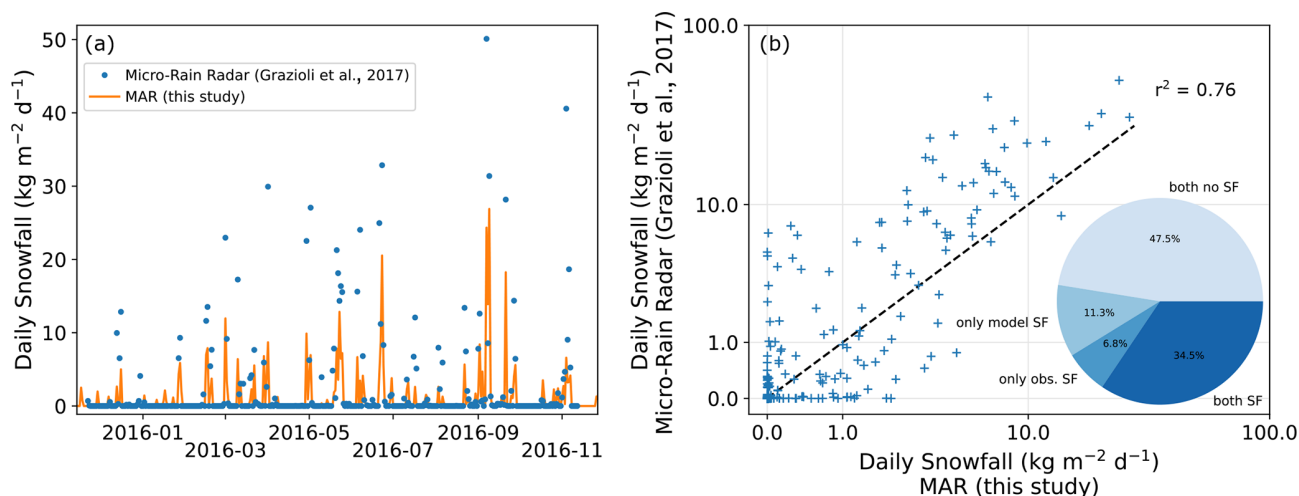 (a)
Micro-Rain Radar (Grazioli et al., 2017)
MAR (this study)
Daily Snowfall (kg m⁻² d⁻¹)
50
40
30
20
10
0
2016-01
2016-03
2016-05
2016-07
2016-09
2016-11
(b)
Daily Snowfall (kg m⁻² d⁻¹)
Micro-Rain Radar (Grazioli et al., 2017)
100.0
10.0
1.0
0.0
r² = 0.76
both no SF
47.5%
only model SF
11.3%
only obs. SF
6.8%
both SF
34.5%
0.0
1.0
10.0
100.0
Daily Snowfall (kg m⁻² d⁻¹)
MAR (this study)